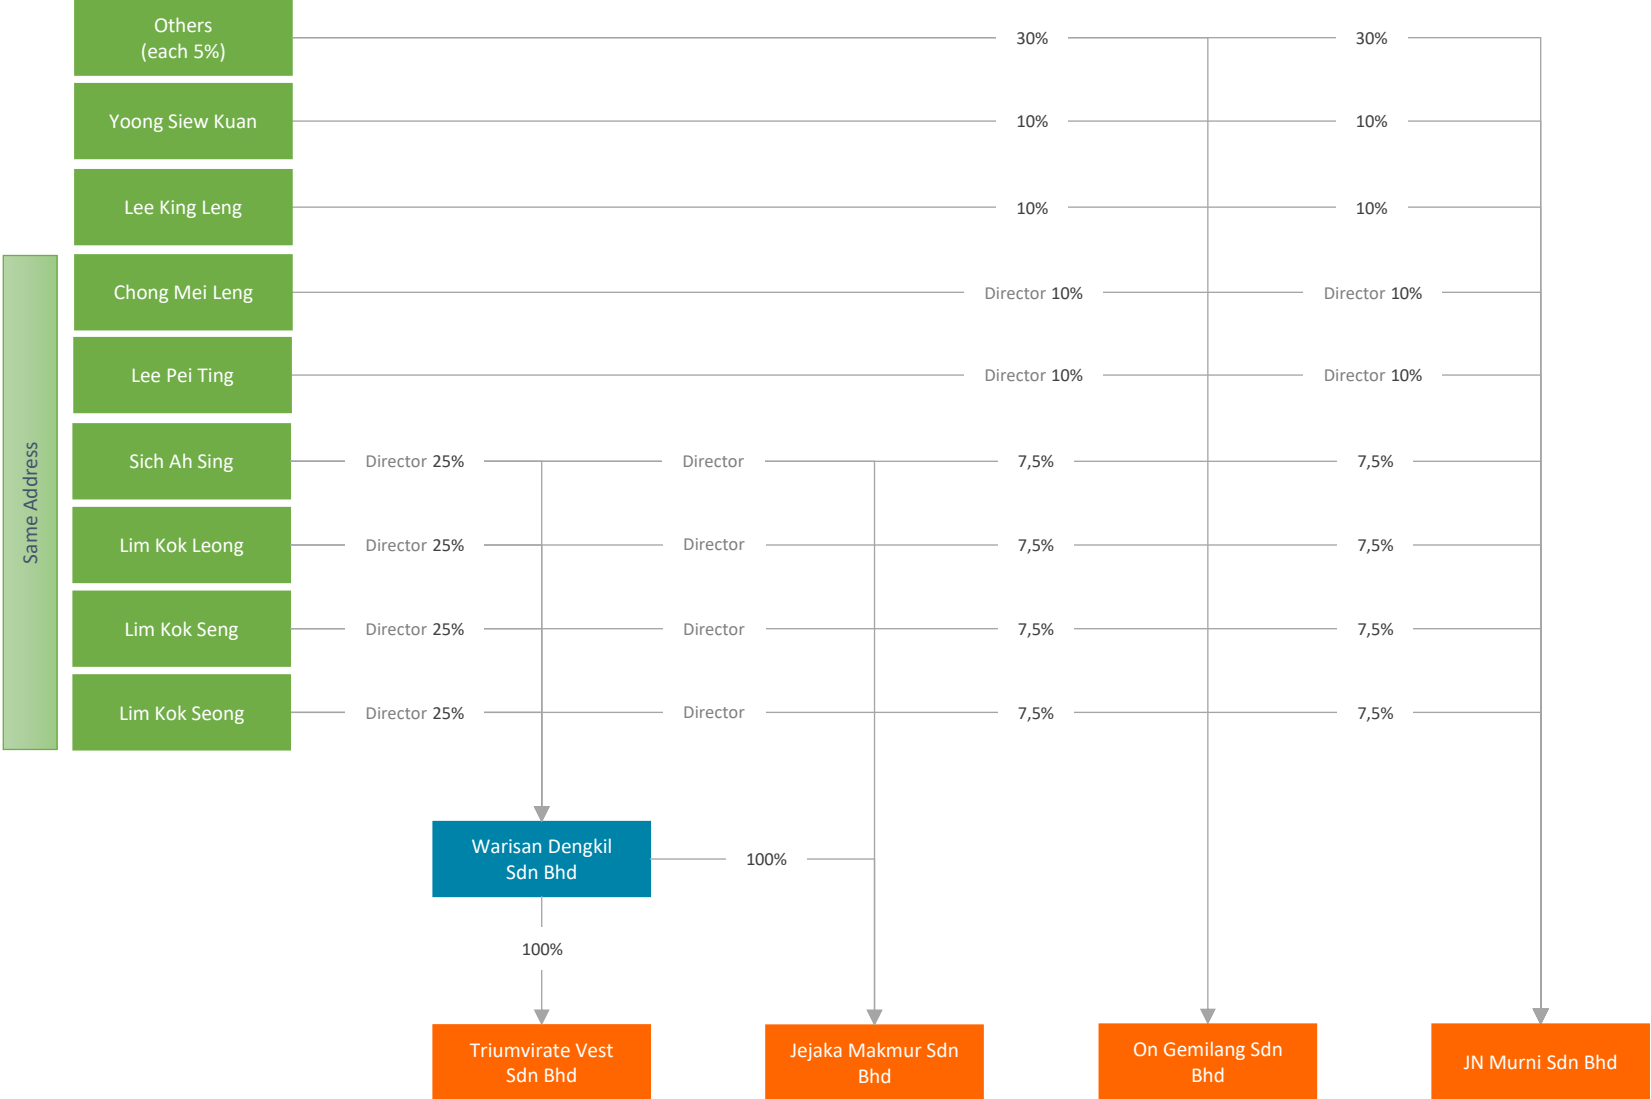 Others
(each 5%)
30%
30%
Yoong Siew Kuan
10%
10%
Lee King Leng
10%
10%
Same Address
Chong Mei Leng
Director 10%
Director 10%
Lee Pei Ting
Director 10%
Director 10%
Sich Ah Sing
Director 25%
Director
7,5%
7,5%
Lim Kok Leong
Director 25%
Director
7,5%
7,5%
Lim Kok Seng
Director 25%
Director
7,5%
7,5%
Lim Kok Seong
Director 25%
Director
7,5%
7,5%
Warisan Dengkil
Sdn Bhd
100%
100%
Triumvirate Vest
Sdn Bhd
Jejaka Makmur Sdn
Bhd
On Gemilang Sdn
Bhd
JN Murni Sdn Bhd